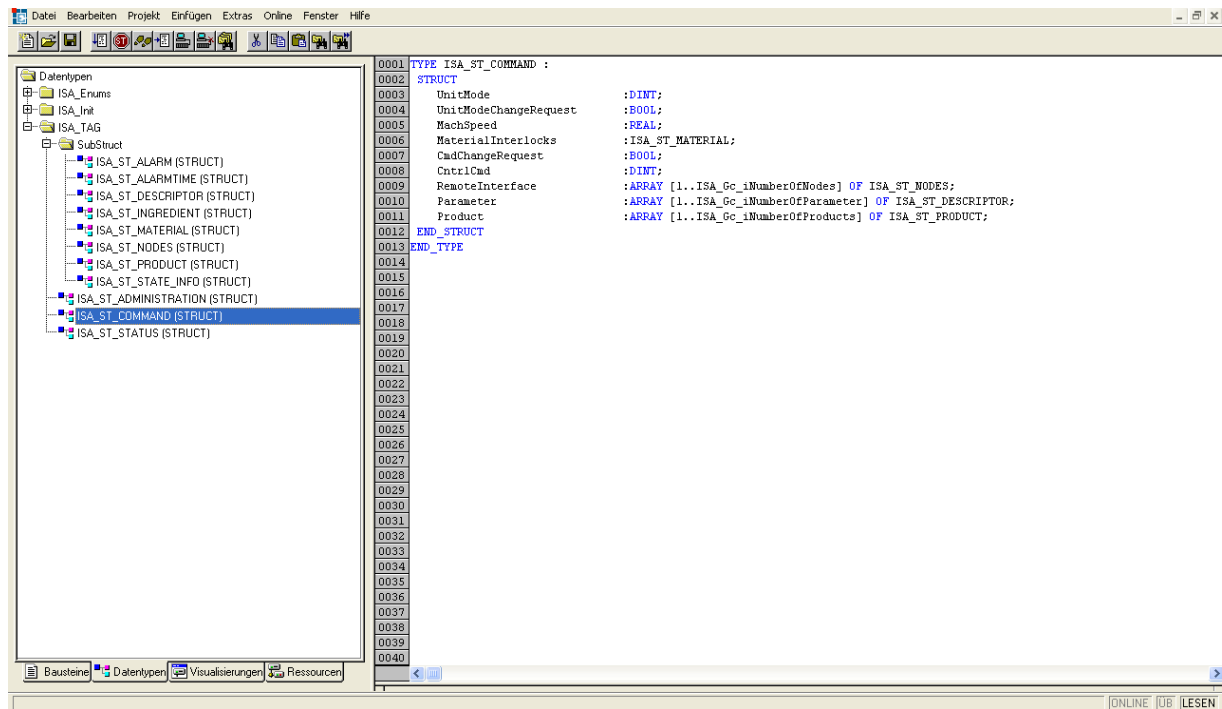 Datei Bearbeiten Projekt Einfügen Extras Online Fenster Hilfe
Datentypen
ISA_Enums
ISA_Init
ISA_TAG
SubStruct
ISA_ST_ALARM (STRUCT)
ISA_ST_ALARMTIME (STRUCT)
ISA_ST_DESCRIPTOR (STRUCT)
ISA_ST_INGREDIENT (STRUCT)
ISA_ST_MATERIAL (STRUCT)
ISA_ST_NODES (STRUCT)
ISA_ST_PRODUCT (STRUCT)
ISA_ST_STATE_INFO (STRUCT)
ISA_ST_ADMINISTRATION (STRUCT)
ISA_ST_COMMAND (STRUCT)
ISA_ST_STATUS (STRUCT)
Bausteine Datentypen Visualisierungen Ressourcen
0001 TYPE ISA_ST_COMMAND :
0002 STRUCT
0003 UnitMode :DINT;
0004 UnitModeChangeRequest :BOOL;
0005 MachSpeed :REAL;
0006 MaterialInterlocks :ISA_ST_MATERIAL;
0007 CmdChangeRequest :BOOL;
0008 CntrlCmd :DINT;
0009 RemoteInterface :ARRAY [1..ISA_Gc_iNumberOfNodes] OF ISA_ST_NODES;
0010 Parameter :ARRAY [1..ISA_Gc_iNumberOfParameter] OF ISA_ST_DESCRIPTOR;
0011 Product :ARRAY [1..ISA_Gc_iNumberOfProducts] OF ISA_ST_PRODUCT;
0012 END_STRUCT
0013 END_TYPE
0014
0015
0016
0017
0018
0019
0020
0021
0022
0023
0024
0025
0026
0027
0028
0029
0030
0031
0032
0033
0034
0035
0036
0037
0038
0039
0040
ONLINE ÜB LESEN